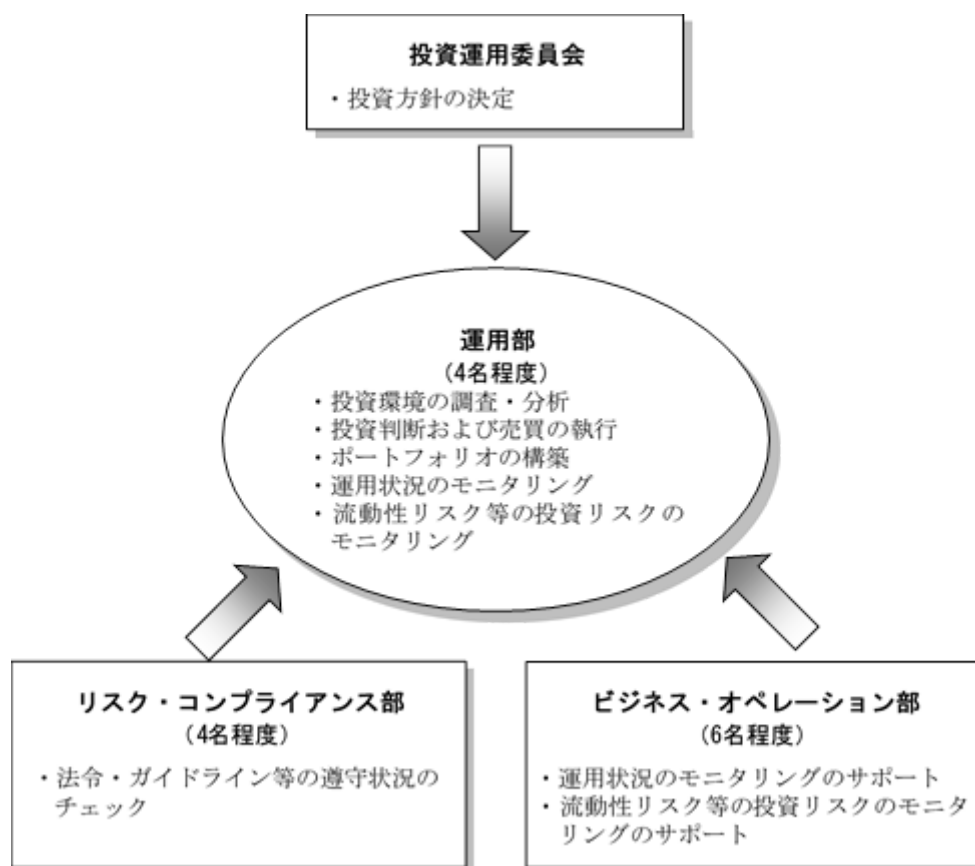 投資運用委員会
・投資方針の決定
運用部
(4名程度)
・投資環境の調査・分析
・投資判断および売買の執行
・ポートフォリオの構築
・運用状況のモニタリング
・流動性リスク等の投資リスクの
モニタリング
リスク・コンプライアンス部
(4名程度)
・法令・ガイドライン等の遵守状況の
チェック
ビジネス・オペレーション部
(6名程度)
・運用状況のモニタリングのサポート
・流動性リスク等の投資リスクのモニタ
リングのサポート